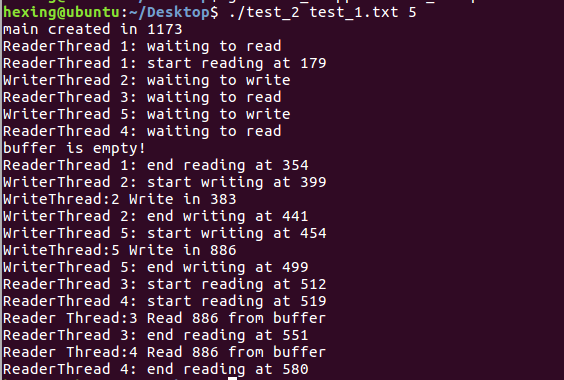 hexing@ubuntu:~/Desktop$ ./test_2 test_1.txt 5
main created in 1173
ReaderThread 1: waiting to read
ReaderThread 1: start reading at 179
WriterThread 2: waiting to write
ReaderThread 3: waiting to read
WriterThread 5: waiting to write
ReaderThread 4: waiting to read
buffer is empty!
ReaderThread 1: end reading at 354
WriterThread 2: start writing at 399
WriteThread:2 Write in 383
WriterThread 2: end writing at 441
WriterThread 5: start writing at 454
WriteThread:5 Write in 886
WriterThread 5: end writing at 499
ReaderThread 3: start reading at 512
ReaderThread 4: start reading at 519
Reader Thread:3 Read 886 from buffer
ReaderThread 3: end reading at 551
Reader Thread:4 Read 886 from buffer
ReaderThread 4: end reading at 580